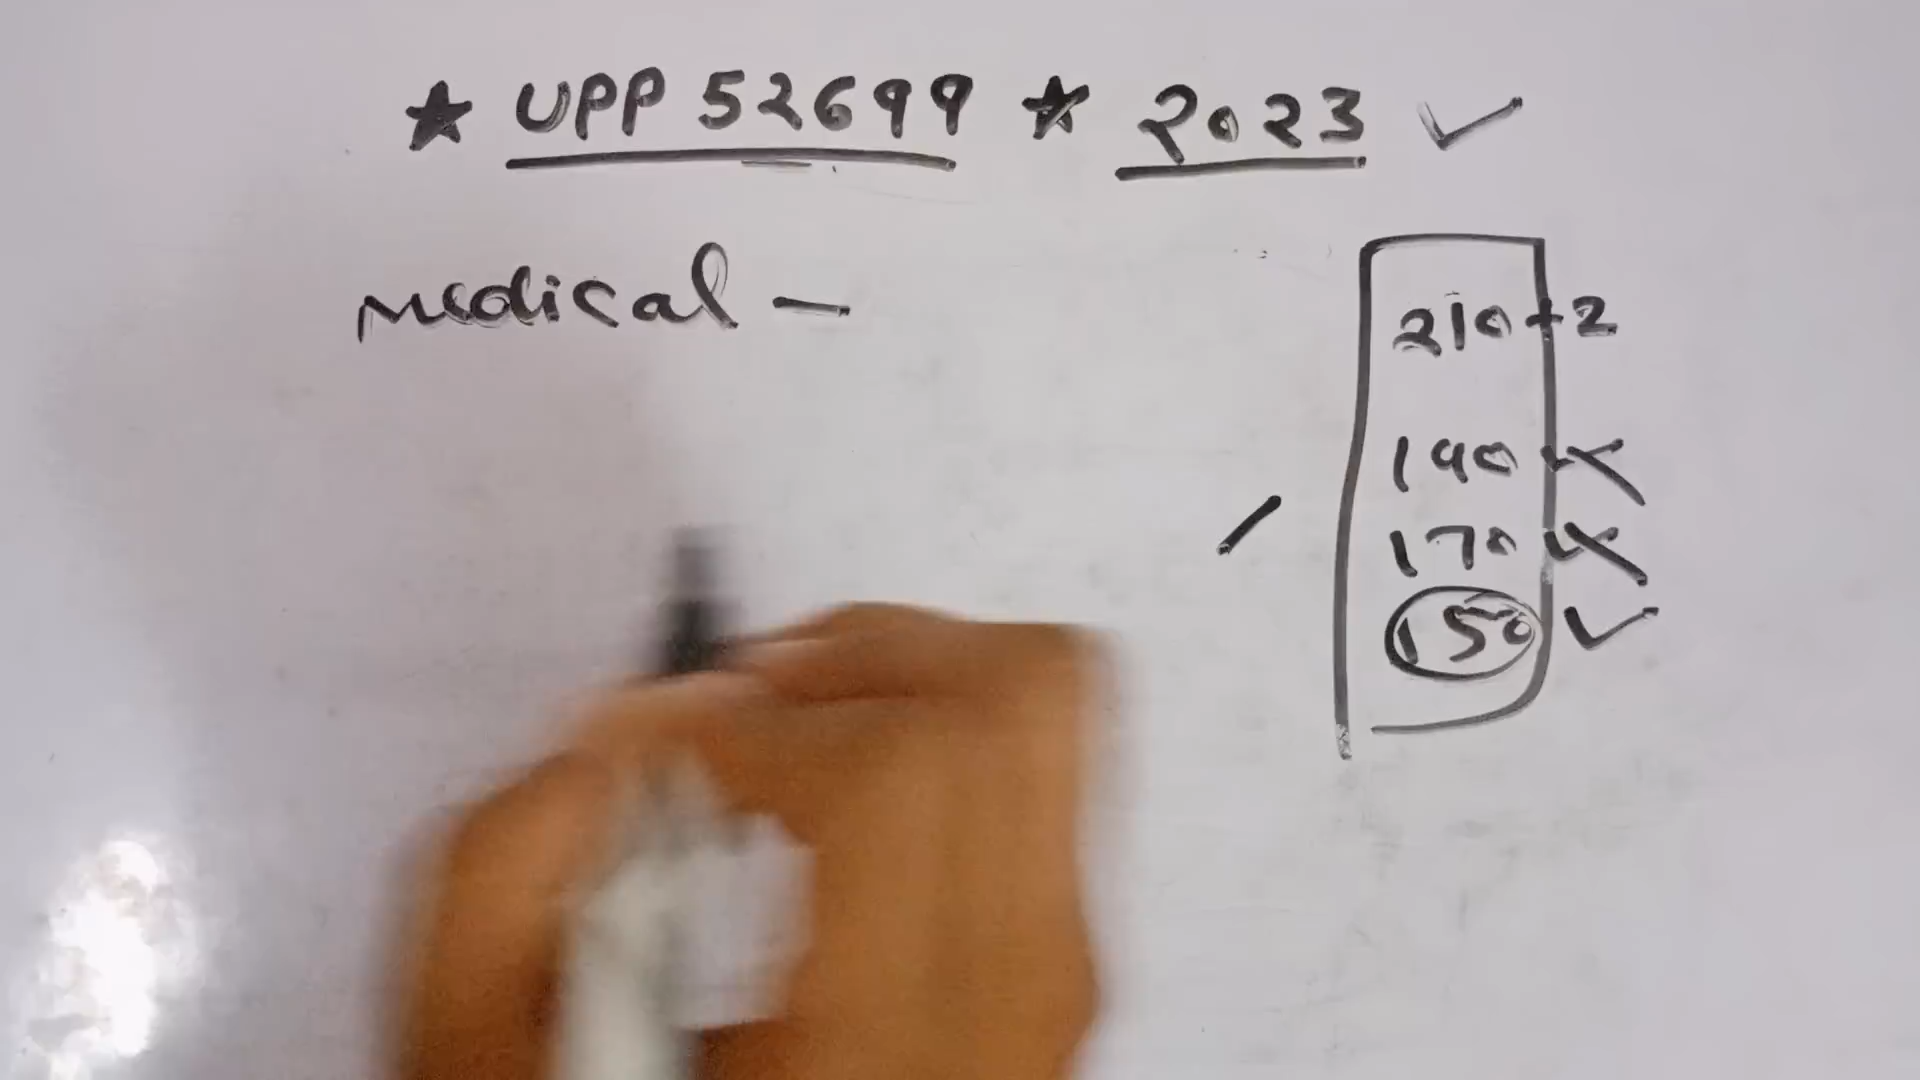 ★ UPP 52699 ★ 2023 ✓
Medical —
210+2
190 ✗
170 ✗
150 ✓